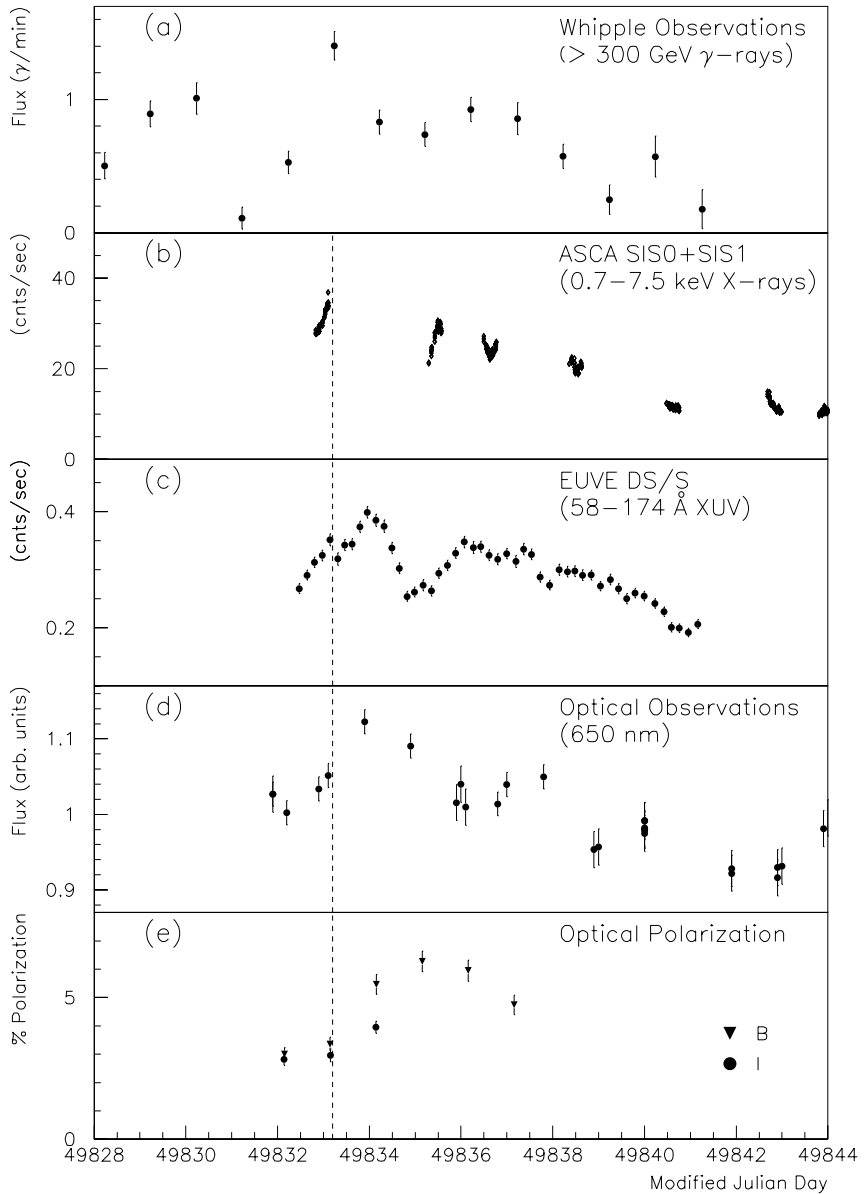 (a)
Whipple Observations
(> 300 GeV γ−rays)
Flux (γ/min)
1
0
(b)
ASCA SIS0+SIS1
(0.7−7.5 keV X−rays)
(cnts/sec)
40
20
0
(c)
EUVE DS/S
(58−174 Å XUV)
(cnts/sec)
0.4
0.2
(d)
Optical Observations
(650 nm)
Flux (arb. units)
1.1
1
0.9
(e)
Optical Polarization
% Polarization
5
0
B
I
49828 49830 49832 49834 49836 49838 49840 49842 49844
Modified Julian Day